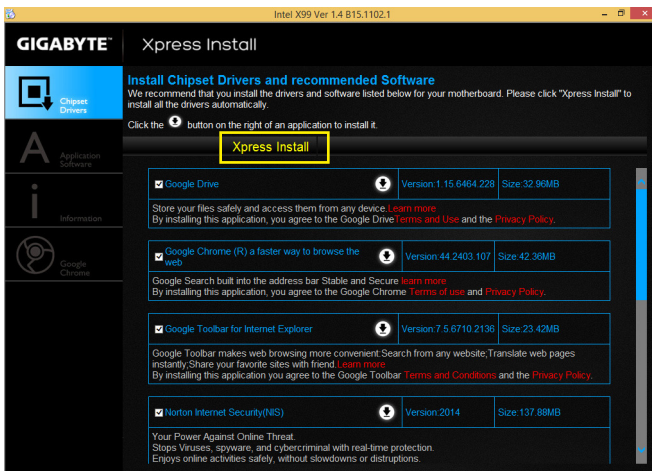 Intel X99 Ver 1.4 B15.1102.1
GIGABYTE™
Xpress Install
Chipset
Drivers
Application
Software
Information
Google
Chrome
Install Chipset Drivers and recommended Software
We recommend that you install the drivers and software listed below for your motherboard. Please click "Xpress Install" to
install all the drivers automatically.
Click the button on the right of an application to install it.
Xpress Install
Google Drive Version:1.15.6464.228 Size:32.96MB
Store your files safely and access them from any device.Learn more
By installing this application, you agree to the Google DriveTerms and Use and the Privacy Policy.
Google Chrome (R) a faster way to browse the
web Version:44.2403.107 Size:42.36MB
Google Search built into the address bar Stable and Secure learn more
By installing this application, you agree to the Google Chrome Terms of use and Privacy Policy.
Google Toolbar for Internet Explorer Version:7.5.6710.2136 Size:23.42MB
Google Toolbar makes web browsing more convenient:Search from any website;Translate web pages
instantly;Share your favorite sites with friend.Learn more
By installing this application you agree to the Google Toolbar Terms and Conditions and the Privacy Policy.
Norton Internet Security(NIS) Version:2014 Size:137.88MB
Your Power Against Online Threat.
Stops Viruses, spyware, and cybercriminal with real-time protection.
Enjoys online activities safely, without slowdowns or distruptions.